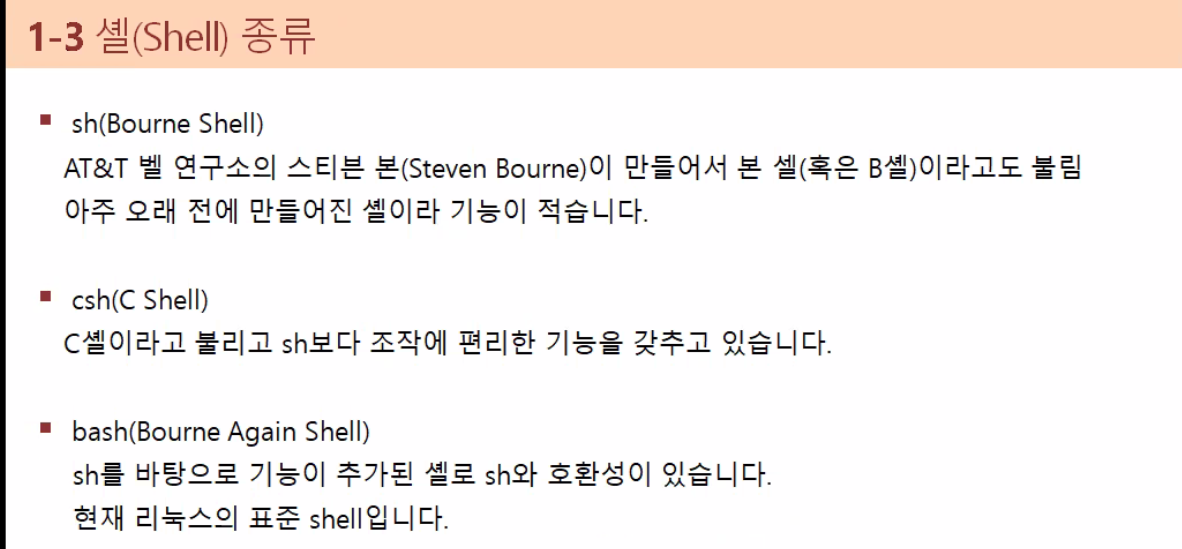 1-3 셸(Shell) 종류
▪ sh(Bourne Shell)
AT&T 벨 연구소의 스티븐 본(Steven Bourne)이 만들어서 본 셸(혹은 B셸)이라고도 불림
아주 오래 전에 만들어진 셸이라 기능이 적습니다.
▪ csh(C Shell)
C셸이라고 불리고 sh보다 조작에 편리한 기능을 갖추고 있습니다.
▪ bash(Bourne Again Shell)
sh를 바탕으로 기능이 추가된 셸로 sh와 호환성이 있습니다.
현재 리눅스의 표준 shell입니다.